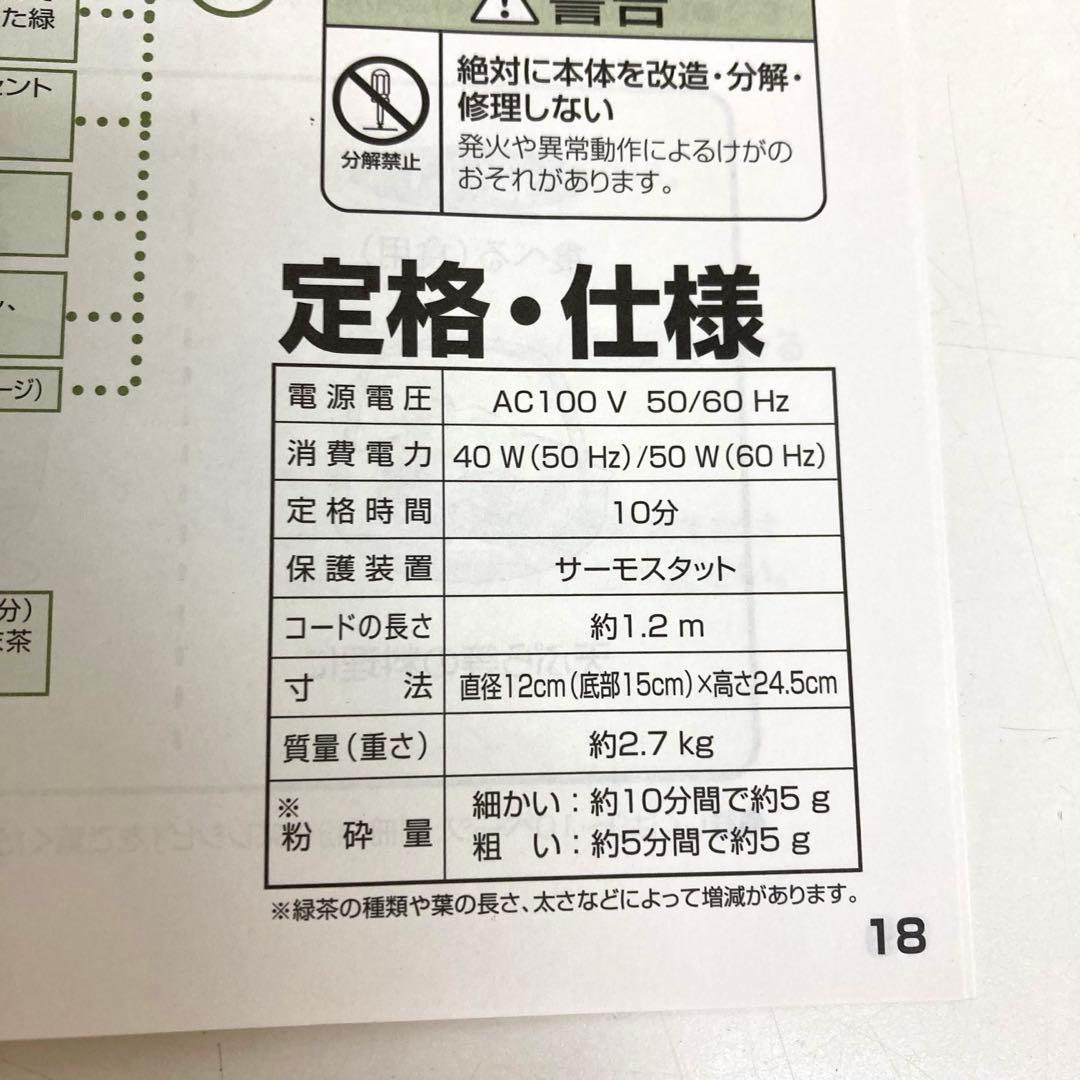 た緑
セント
ージ)
分)
茶
警告
分解禁止
絶対に本体を改造・分解・
修理しない
発火や異常動作によるけがの
おそれがあります。
定格・仕様
電源電圧 AC100 V 50/60 Hz
消費電力 40 W(50 Hz)/50 W(60 Hz)
定格時間 10分
保護装置 サーモスタット
コードの長さ 約1.2 m
寸法 直径12cm(底部15cm)×高さ24.5cm
質量(重さ) 約2.7 kg
※
粉砕量 細かい:約10分間で約5 g
粗い:約5分間で約5 g
※緑茶の種類や葉の長さ、太さなどによって増減があります。
18